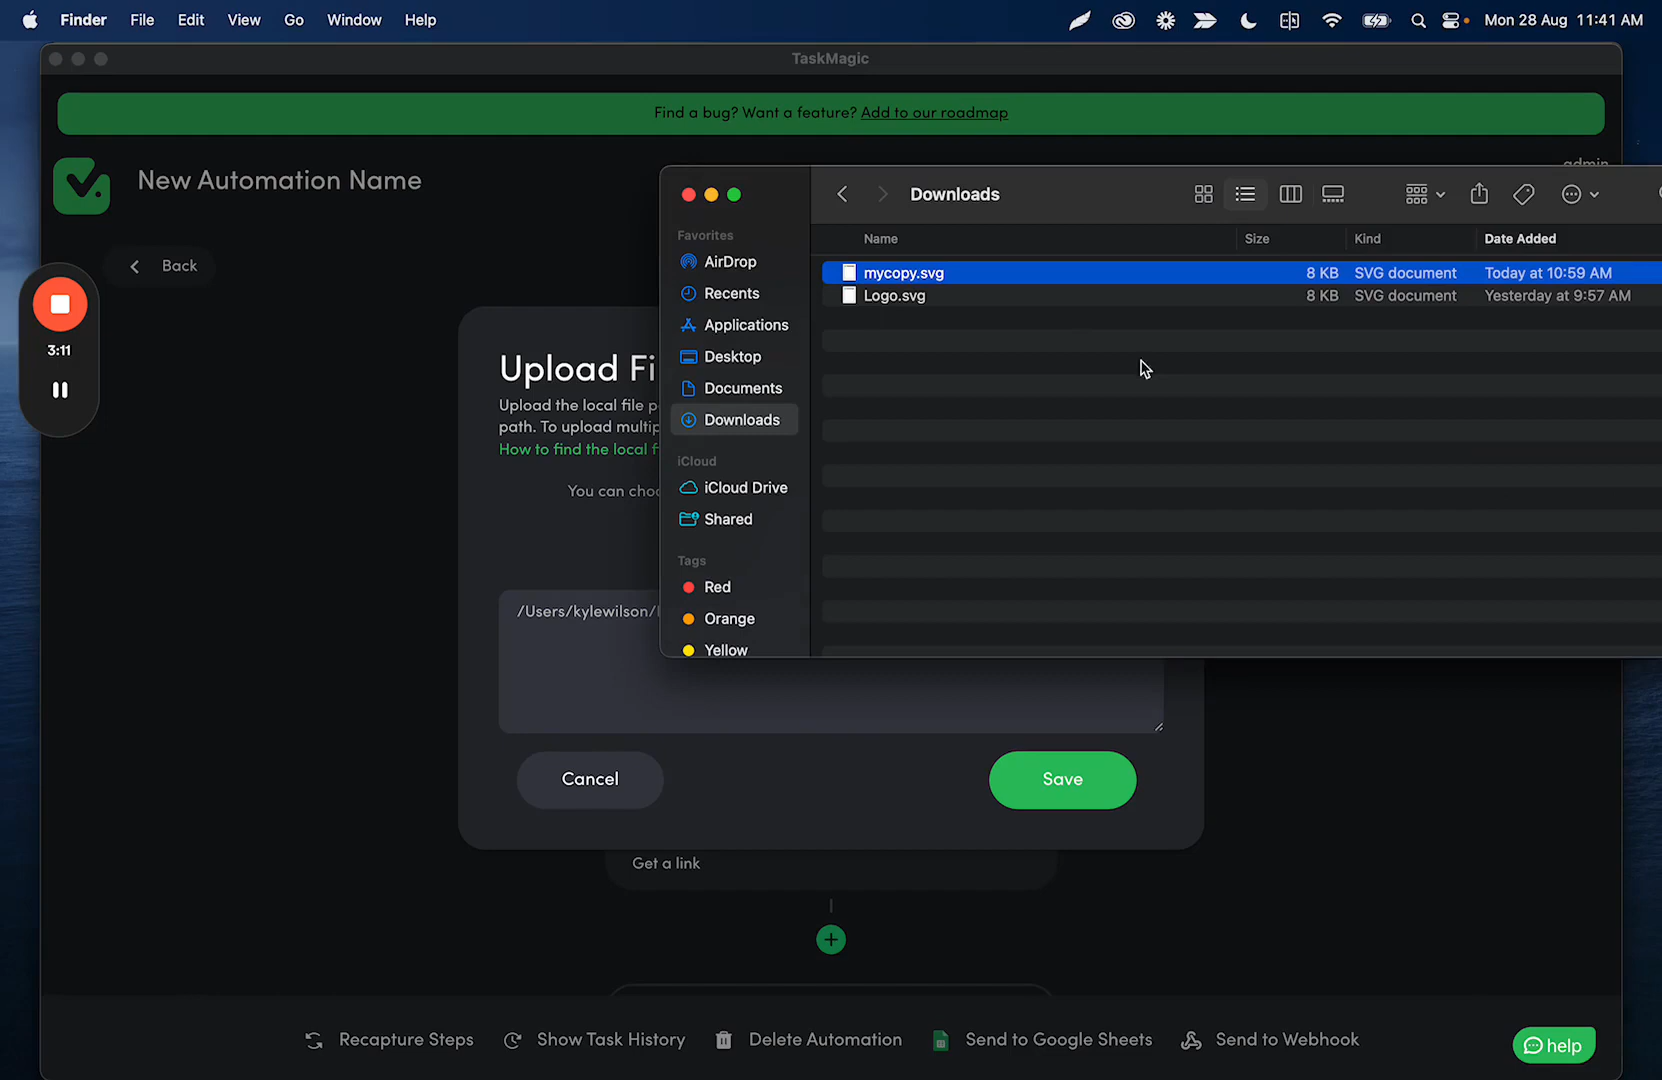 Finder File Edit View Go Window Help
Mon 28 Aug 11:41 AM
TaskMagic
Find a bug? Want a feature? Add to our roadmap
New Automation Name
Back
3:11
Upload Fi
Upload the local file p
path. To upload multip
How to find the local f
You can choo
/Users/kylewilson/
Cancel
Save
Get a link
Downloads
Favorites
AirDrop
Recents
Applications
Desktop
Documents
Downloads
iCloud
iCloud Drive
Shared
Tags
Red
Orange
Yellow
Name Size Kind Date Added
mycopy.svg 8 KB SVG document Today at 10:59 AM
Logo.svg 8 KB SVG document Yesterday at 9:57 AM
Recapture Steps Show Task History Delete Automation Send to Google Sheets Send to Webhook
help